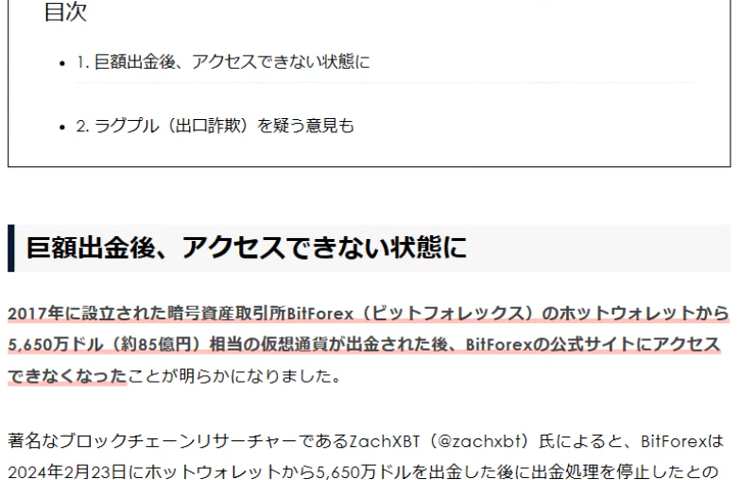 目次
1. 巨額出金後、アクセスできない状態に
2. ラグプル（出口詐欺）を疑う意見も
巨額出金後、アクセスできない状態に
2017年に設立された暗号資産取引所BitForex（ビットフォレックス）のホットウォレットから
5,650万ドル（約85億円）相当の仮想通貨が出金された後、BitForexの公式サイトにアクセス
できなくなったことが明らかになりました。
著名なブロックチェーンリサーチャーであるZachXBT（@zachxbt）氏によると、BitForexは
2024年2月23日にホットウォレットから5,650万ドルを出金した後に出金処理を停止したとの